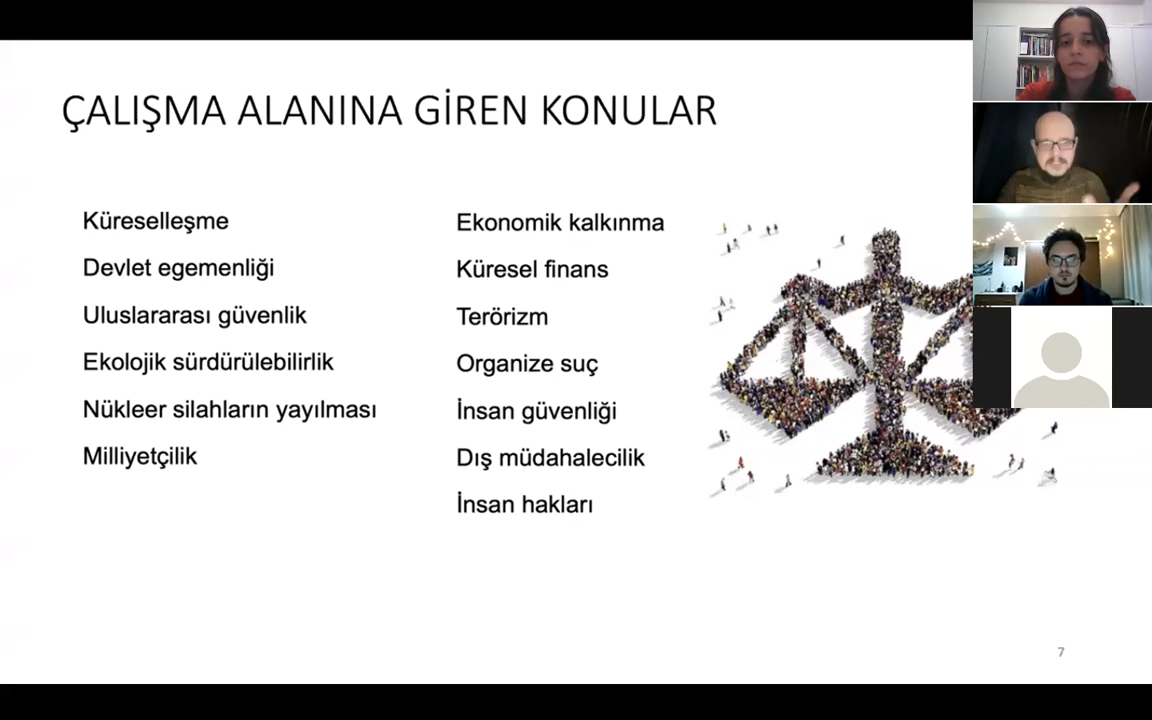 ÇALIŞMA ALANINA GİREN KONULAR
Küreselleşme
Devlet egemenliği
Uluslararası güvenlik
Ekolojik sürdürülebilirlik
Nükleer silahların yayılması
Milliyetçilik
Ekonomik kalkınma
Küresel finans
Terörizm
Organize suç
İnsan güvenliği
Dış müdahalecilik
İnsan hakları
7